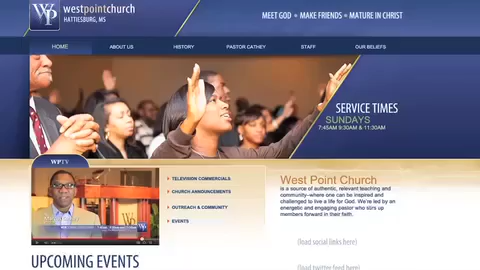 WP
westpointchurch
HATTIESBURG, MS
MEET GOD • MAKE FRIENDS • MATURE IN CHRIST
HOME
ABOUT US
HISTORY
PASTOR CATHEY
STAFF
OUR BELIEFS
SERVICE TIMES
SUNDAYS
7:45AM 9:30AM & 11:30AM
WPTV
TELEVISION COMMERCIALS
CHURCH ANNOUNCEMENTS
OUTREACH & COMMUNITY
EVENTS
West Point Church
is a source of authentic, relevant teaching and
community–where one can be inspired and
challenged to live a life for God. We're led by an
energetic and engaging pastor who stirs up
members forward in their faith.
(load social links here)
UPCOMING EVENTS
(load twitter feed here)